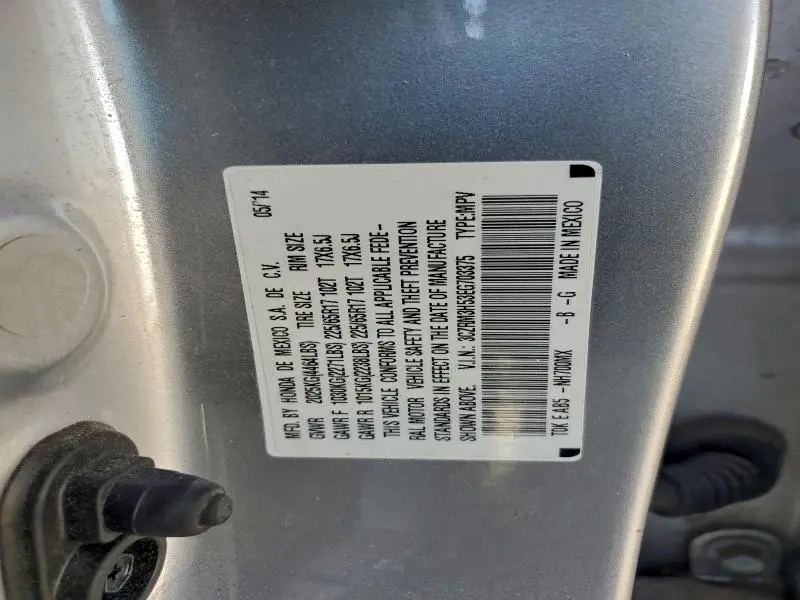 MFD. BY HONDA DE MEXICO S.A. DE C.V. 05/'14
GVWR 2025KG(4464LBS) TIRE SIZE RIM SIZE
GAWR F 1030KG(2271LBS) 225/65R17 102T 17X6.5J
GAWR R 1015KG(2238LBS) 225/65R17 102T 17X6.5J
THIS VEHICLE CONFORMS TO ALL APPLICABLE FEDE-
RAL MOTOR VEHICLE SAFETY AND THEFT PREVENTION
STANDARDS IN EFFECT ON THE DATE OF MANUFACTURE
SHOWN ABOVE. V.I.N.: 3CZRM3H53EG703375 TYPE:MPV
T0X E AB5 -NH700MX -B -G MADE IN MEXICO